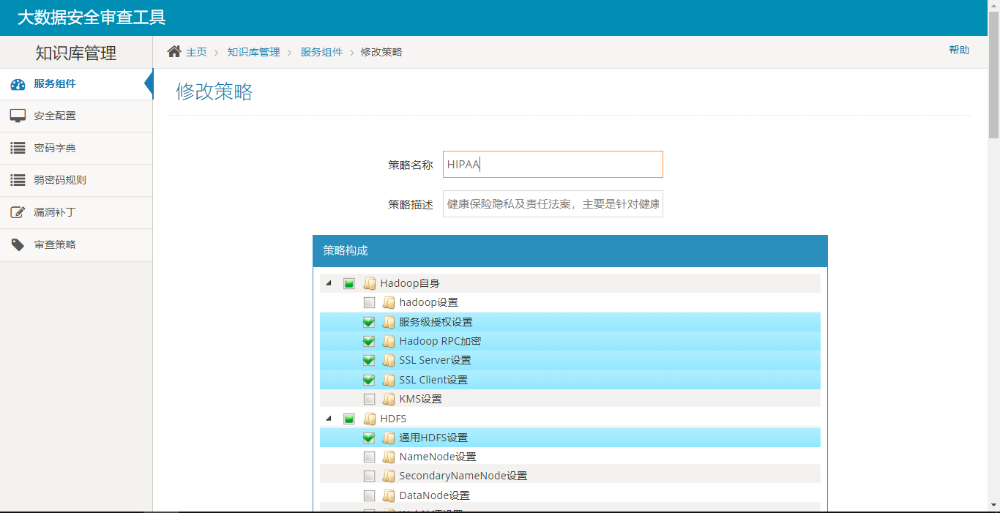 大数据安全审查工具
知识库管理
主页 > 知识库管理 > 服务组件 > 修改策略
帮助
服务组件
安全配置
密码字典
弱密码规则
漏洞补丁
审查策略
修改策略
策略名称 HIPAA
策略描述 健康保险隐私及责任法案，主要是针对健康
策略构成
Hadoop自身
hadoop设置
服务级授权设置
Hadoop RPC加密
SSL Server设置
SSL Client设置
KMS设置
HDFS
通用HDFS设置
NameNode设置
SecondaryNameNode设置
DataNode设置